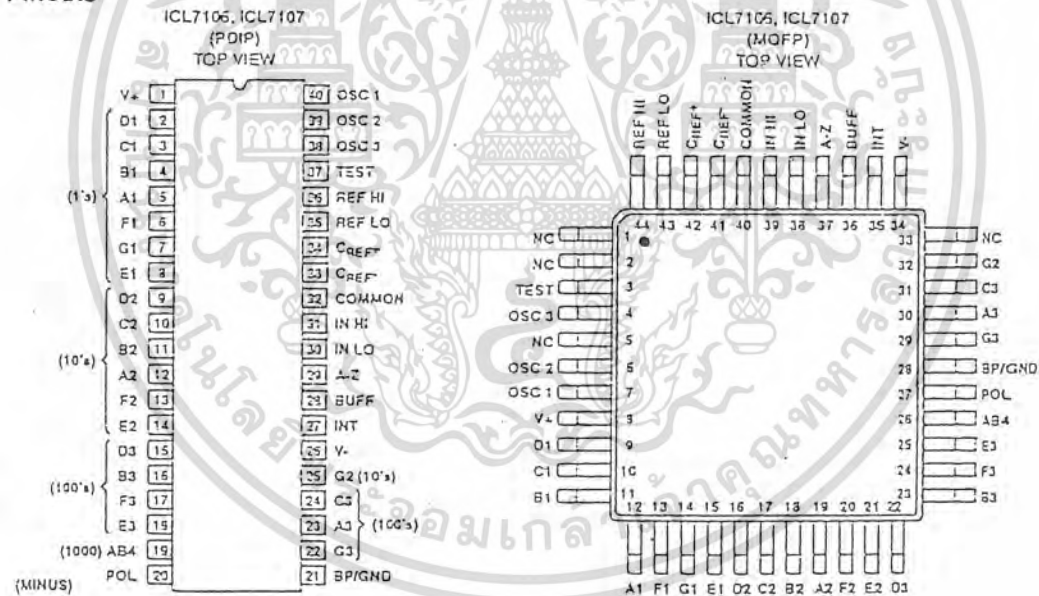 ICL7106, ICL7107
(PDIP)
TOP VIEW
V+ 1
D1 2
C1 3
B1 4
A1 5
F1 6
G1 7
E1 8
(1's)
D2 9
C2 10
B2 11
A2 12
F2 13
E2 14
(10's)
D3 15
B3 16
F3 17
E3 18
(100's)
(1000) AB4 19
(MINUS) POL 20
40 OSC 1
39 OSC 2
38 OSC 3
37 TEST
36 REF HI
35 REF LO
34 CREF+
33 CREF-
32 COMMON
31 IN HI
30 IN LO
29 A-Z
28 BUFF
27 INT
26 V-
25 G2 (10's)
24 C3
23 A3
22 G3
(100's)
21 BP/GND
ICL7106, ICL7107
(MQFP)
TOP VIEW
REF HI
REF LO
CREF+
CREF-
COMMON
IN HI
IN LO
A-Z
BUFF
INT
V-
44 43 42 41 40 39 38 37 36 35 34
NC 1
NC 2
TEST 3
OSC 3 4
NC 5
OSC 2 6
OSC 1 7
V+ 8
D1 9
C1 10
B1 11
33 NC
32 G2
31 C3
30 A3
29 G3
28 BP/GND
27 POL
26 AB4
25 E3
24 F3
23 B3
12 13 14 15 16 17 18 19 20 21 22
A1 F1 G1 E1 D2 C2 B2 A2 F2 E2 D3